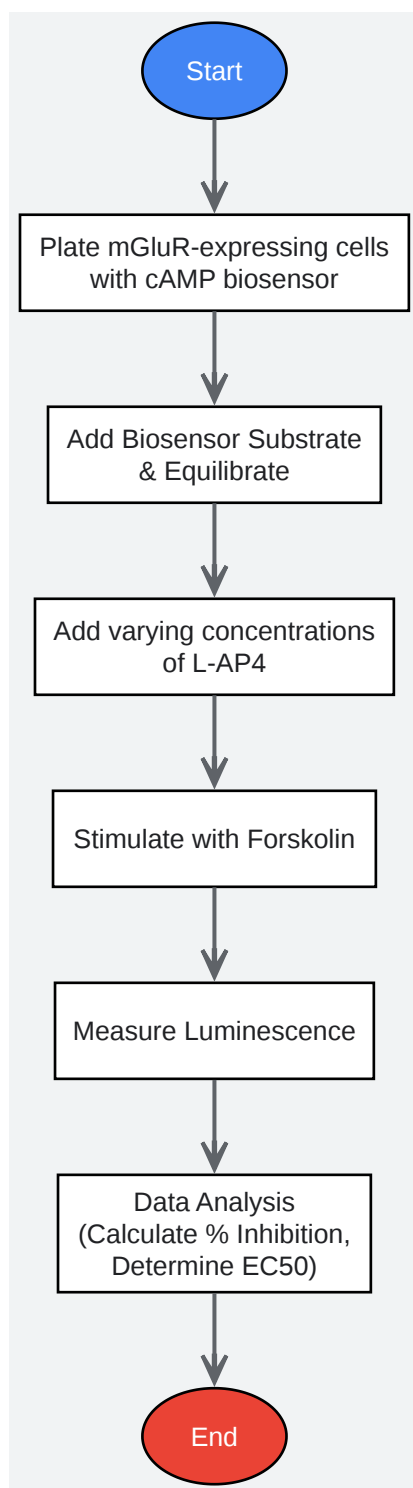 Start
Plate mGluR-expressing cells
with cAMP biosensor
Add Biosensor Substrate
& Equilibrate
Add varying concentrations
of L-AP4
Stimulate with Forskolin
Measure Luminescence
Data Analysis
(Calculate % Inhibition,
Determine EC50)
End